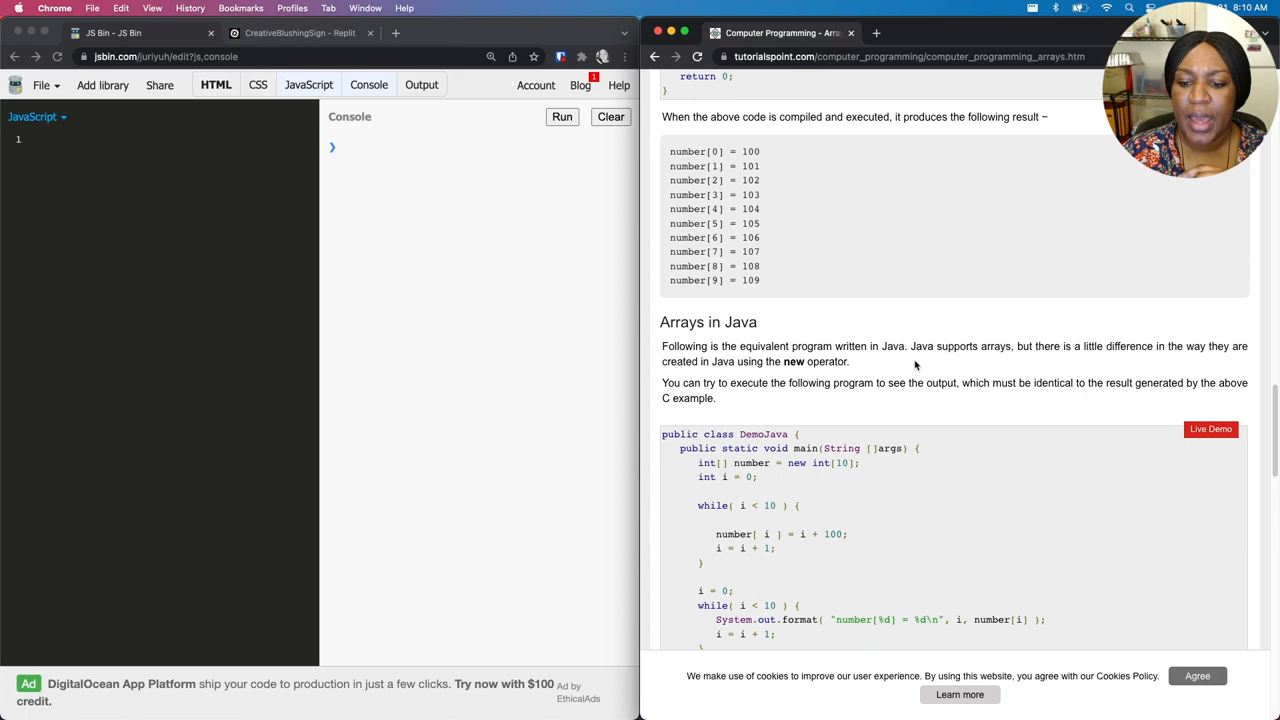 Chrome File Edit View History Bookmarks Profiles Tab Window Help
JS Bin - JS Bin
CreativeBlushingSign - Replit
jsbin.com/juriyuh/edit?js,console
File Add library Share HTML CSS JavaScript Console Output Account Blog 1 Help
JavaScript
1
Console
Run
Clear
Ad DigitalOcean App Platform ship your code to production in just a few clicks. Try now with $100
credit.
Ad by
EthicalAds
Computer Programming - Arra
tutorialspoint.com/computer_programming/computer_programming_arrays.htm
return 0;
}
When the above code is compiled and executed, it produces the following result −
number[0] = 100
number[1] = 101
number[2] = 102
number[3] = 103
number[4] = 104
number[5] = 105
number[6] = 106
number[7] = 107
number[8] = 108
number[9] = 109
Arrays in Java
Following is the equivalent program written in Java. Java supports arrays, but there is a little difference in the way they are
created in Java using the new operator.
You can try to execute the following program to see the output, which must be identical to the result generated by the above
C example.
Live Demo
public class DemoJava {
public static void main(String []args) {
int[] number = new int[10];
int i = 0;
while( i < 10 ) {
number[ i ] = i + 100;
i = i + 1;
}
i = 0;
while( i < 10 ) {
System.out.format( "number[%d] = %d\n", i, number[i] );
i = i + 1;
}
We make use of cookies to improve our user experience. By using this website, you agree with our Cookies Policy.
Agree
Learn more